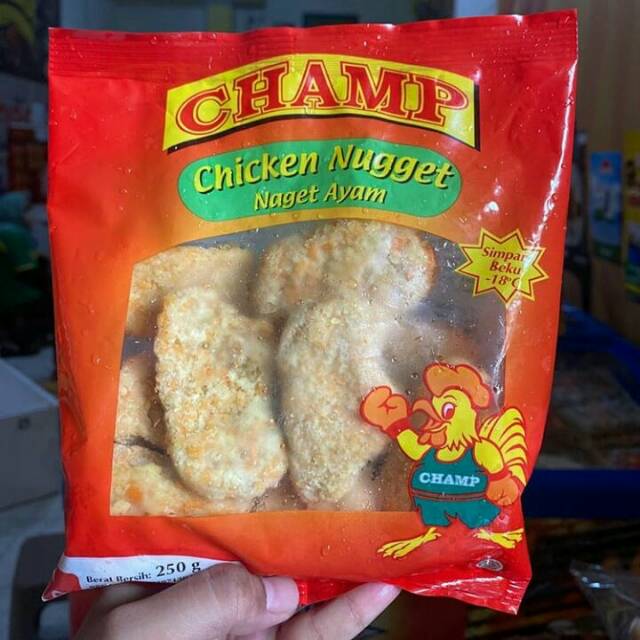 CHAMP
Chicken Nugget
Naget Ayam
Simpan
Beku
-18°C
CHAMP
Berat Bersih: 250 g